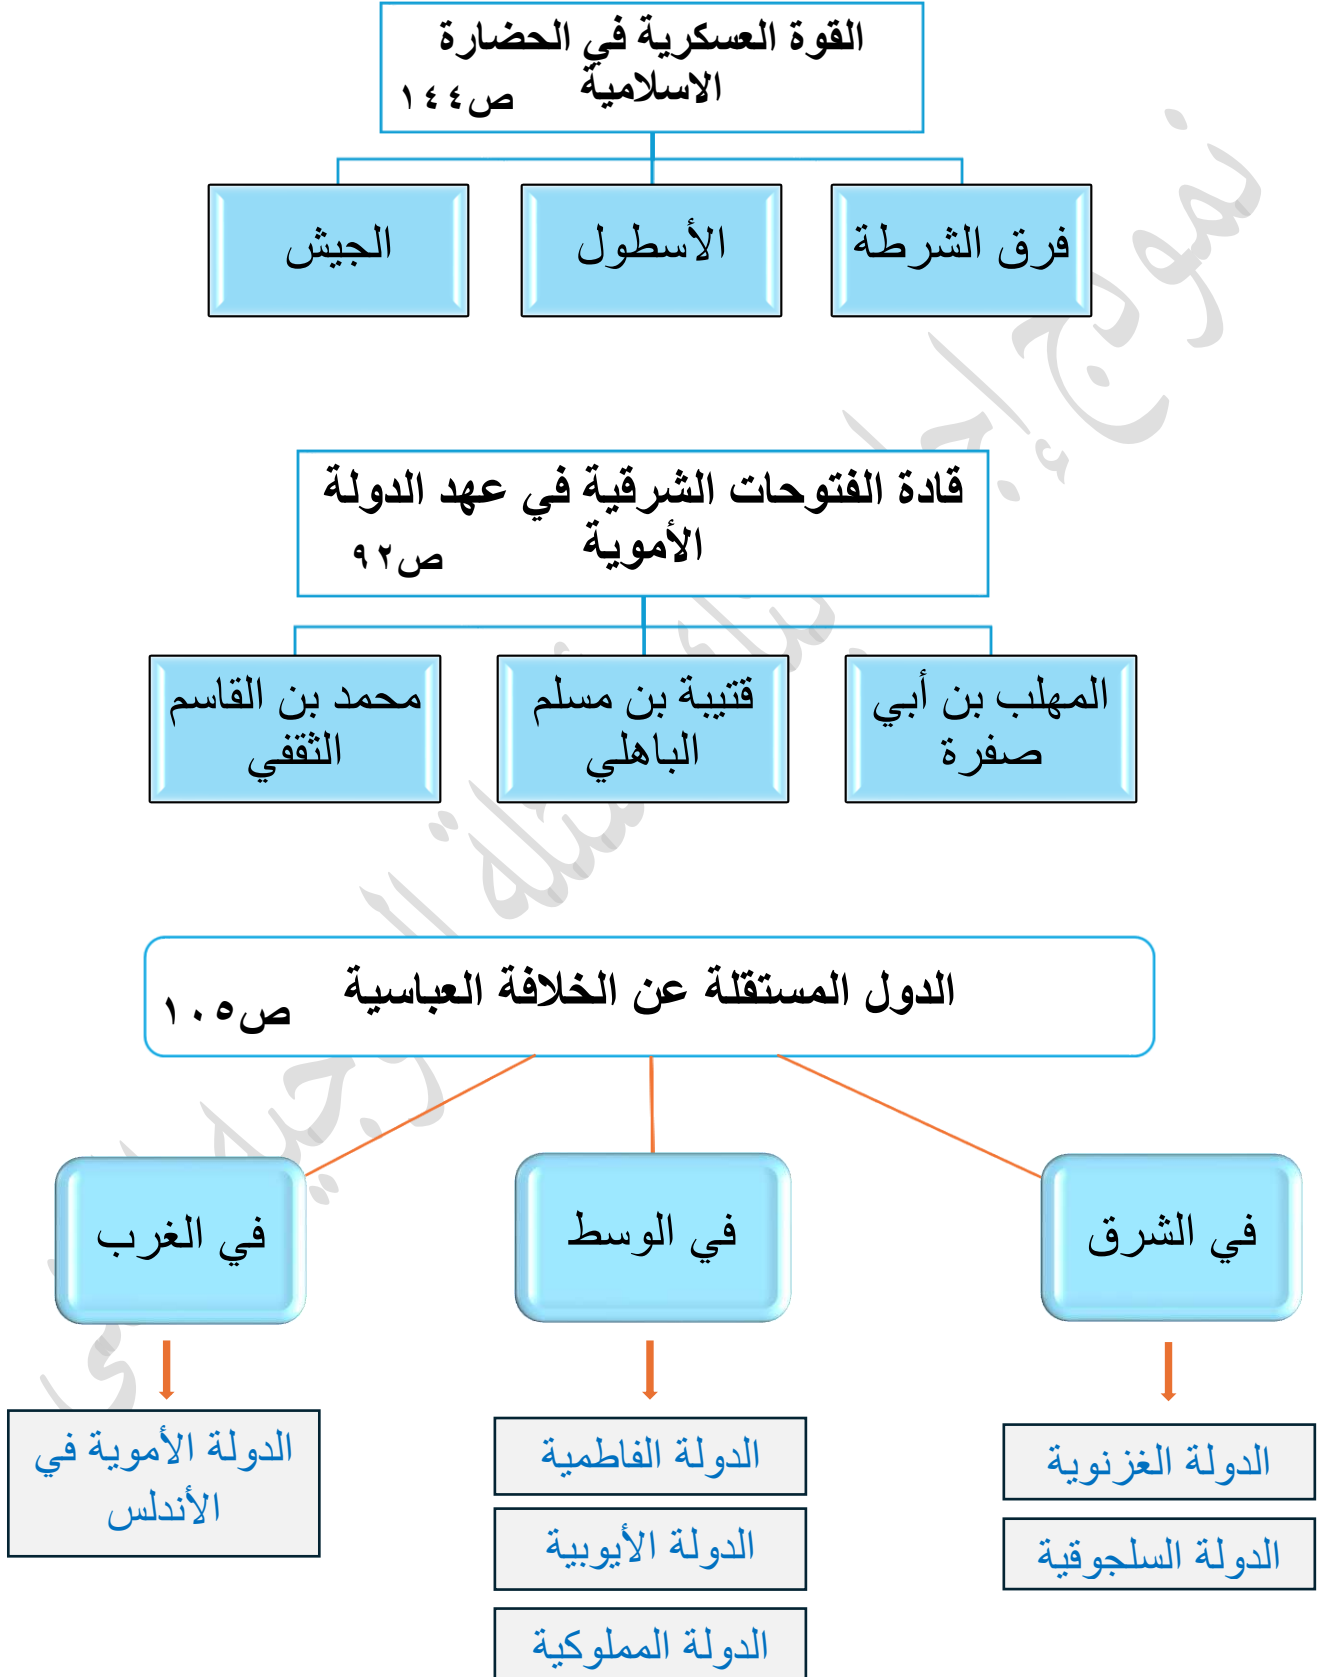 القوة العسكرية في الحضارة
الاسلامية ص١٤٤
فرق الشرطة
الأسطول
الجيش
قادة الفتوحات الشرقية في عهد الدولة
الأموية ص٩٢
المهلب بن أبي
صفرة
قتيبة بن مسلم
الباهلي
محمد بن القاسم
الثقفي
الدول المستقلة عن الخلافة العباسية ص١٠٥
في الشرق
في الوسط
في الغرب
الدولة الغزنوية
الدولة السلجوقية
الدولة الفاطمية
الدولة الأيوبية
الدولة المملوكية
الدولة الأموية في
الأندلس